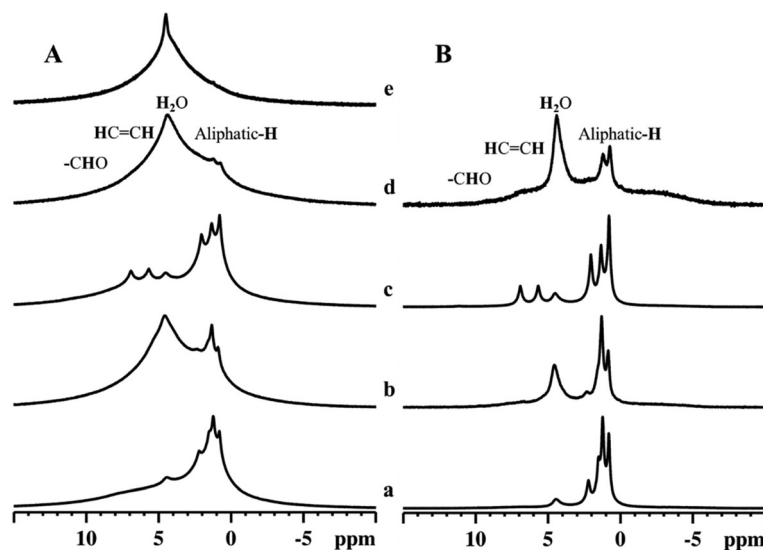 A
B
e
H₂O
HC=CH
Aliphatic-H
-CHO
d
H₂O
HC=CH
Aliphatic-H
-CHO
c
b
a
10 5 0 ppm
10 5 0 -5 ppm